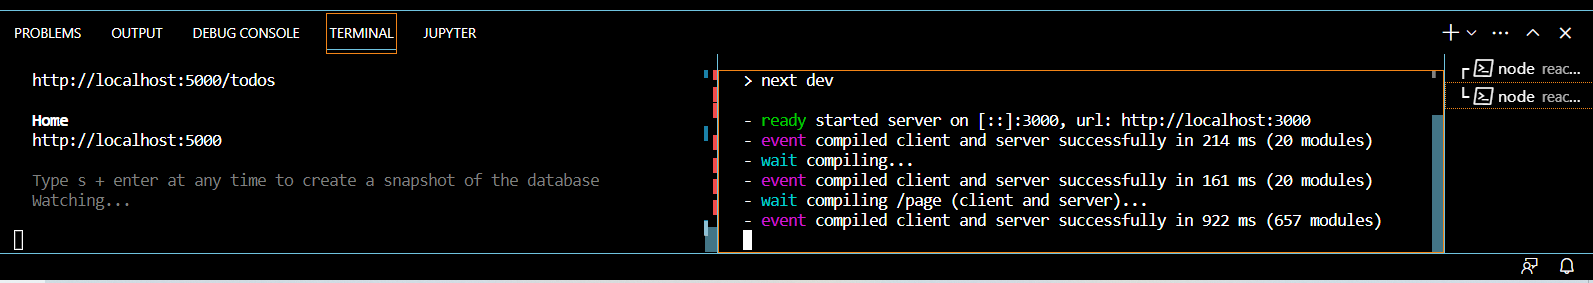 PROBLEMS OUTPUT DEBUG CONSOLE TERMINAL JUPYTER
http://localhost:5000/todos
Home
http://localhost:5000
Type s + enter at any time to create a snapshot of the database
Watching...
> next dev
- ready started server on [::]:3000, url: http://localhost:3000
- event compiled client and server successfully in 214 ms (20 modules)
- wait compiling...
- event compiled client and server successfully in 161 ms (20 modules)
- wait compiling /page (client and server)...
- event compiled client and server successfully in 922 ms (657 modules)
node reac...
node reac...